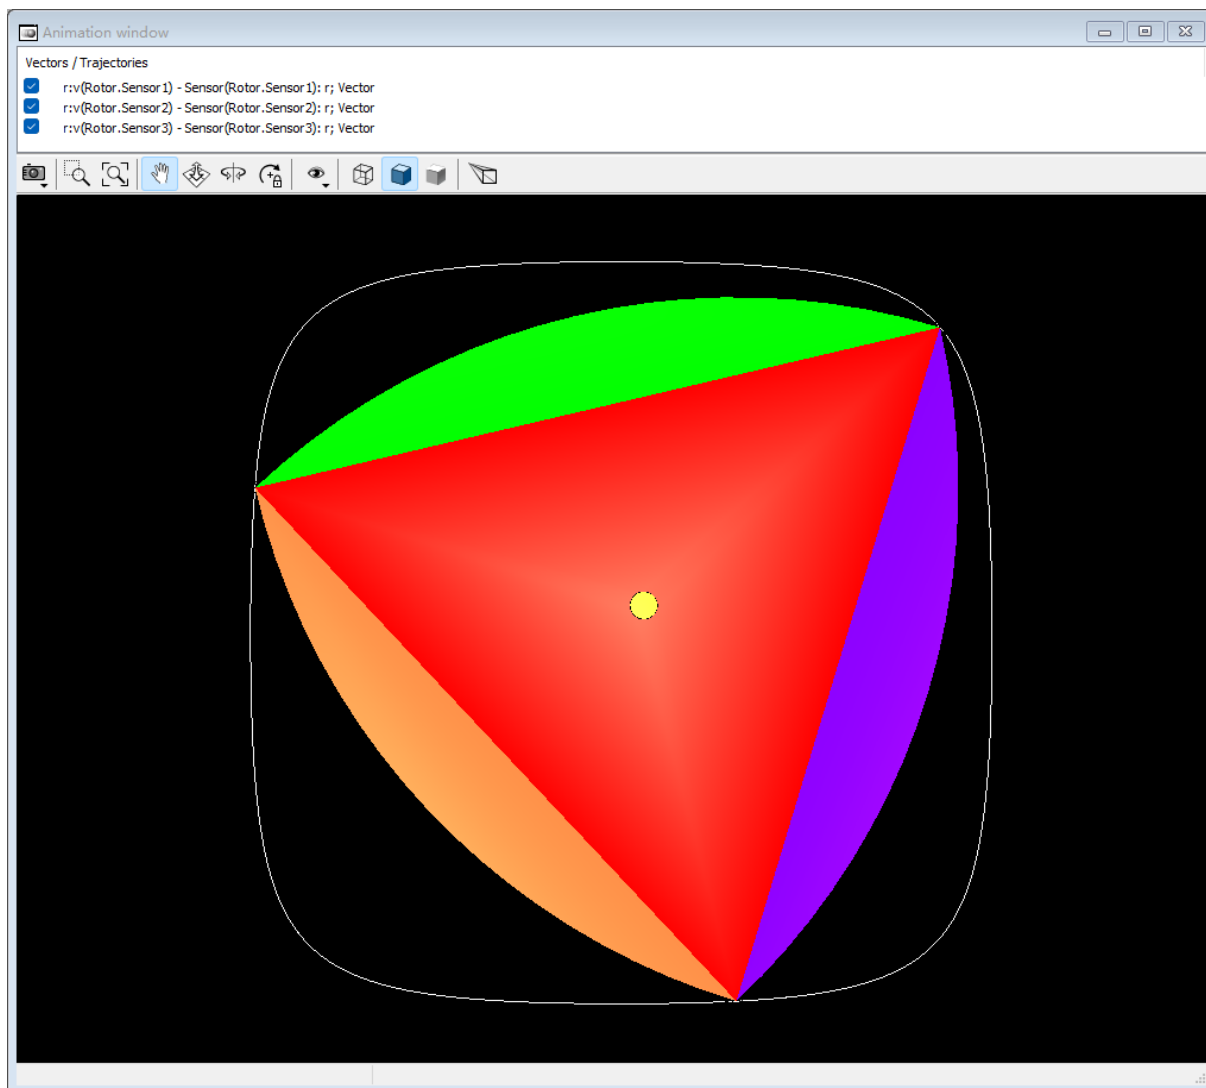 Animation window
Vectors / Trajectories
r:v(Rotor.Sensor1) - Sensor(Rotor.Sensor1): r; Vector
r:v(Rotor.Sensor2) - Sensor(Rotor.Sensor2): r; Vector
r:v(Rotor.Sensor3) - Sensor(Rotor.Sensor3): r; Vector